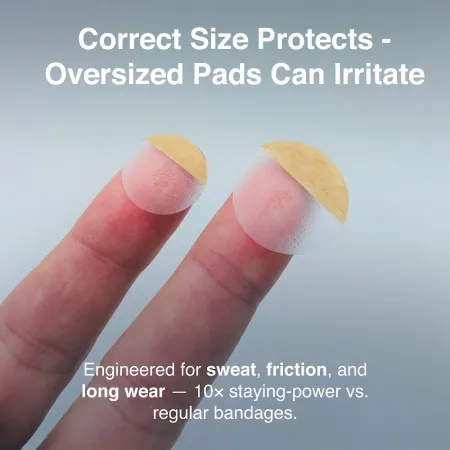 Correct Size Protects -
Oversized Pads Can Irritate
Engineered for sweat, friction, and
long wear — 10× staying-power vs.
regular bandages.